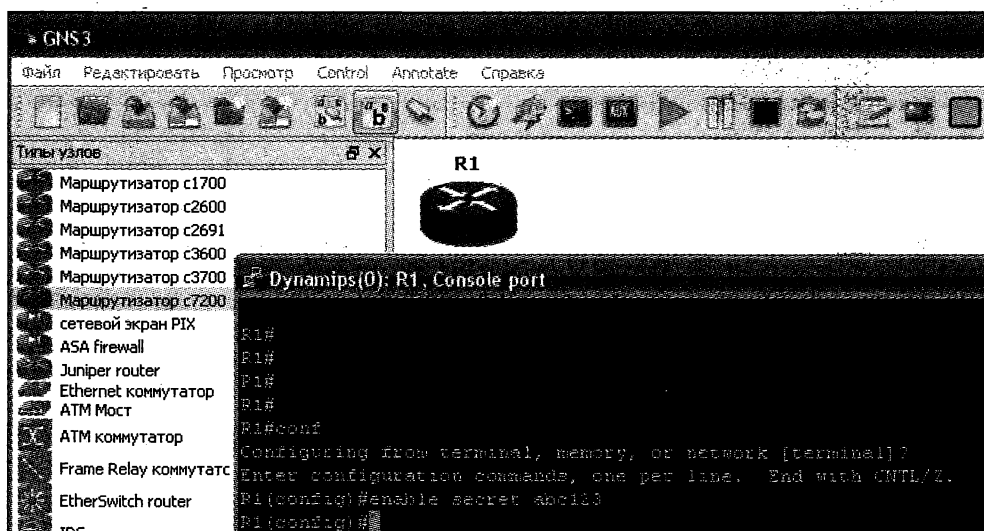 GNS3
Файл Редактировать Просмотр Control Annotate Справка
Типы узлов
R1
Маршрутизатор c1700
Маршрутизатор c2600
Маршрутизатор c2691
Маршрутизатор c3600
Маршрутизатор c3700
Маршрутизатор c7200
сетевой экран PIX
ASA firewall
Juniper router
Ethernet коммутатор
ATM Мост
ATM коммутатор
Frame Relay коммутатс
EtherSwitch router
IDS
Dynamips(0): R1, Console port
R1#
R1#
R1#
R1#
R1#conf
Configuring from terminal, memory, or network [terminal]?
Enter configuration commands, one per line. End with CNTL/Z.
R1(config)#enable secret abc123
R1(config)#